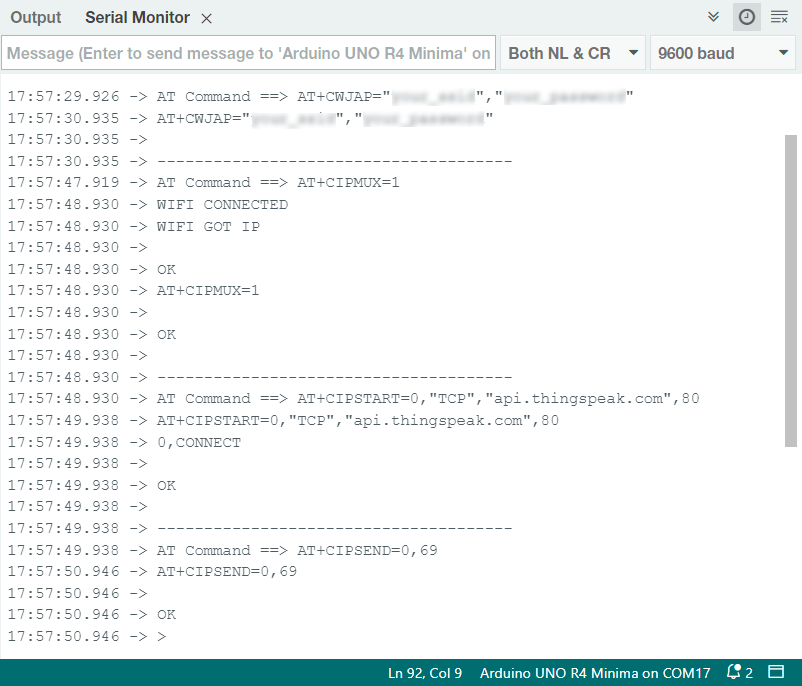 Output Serial Monitor
Message (Enter to send message to 'Arduino UNO R4 Minima' on Both NL & CR 9600 baud
17:57:29.926 -> AT Command ==> AT+CWJAP="your_ssid","your_password"
17:57:30.935 -> AT+CWJAP="your_ssid","your_password"
17:57:30.935 ->
17:57:30.935 -> --------------------------------------
17:57:47.919 -> AT Command ==> AT+CIPMUX=1
17:57:48.930 -> WIFI CONNECTED
17:57:48.930 -> WIFI GOT IP
17:57:48.930 ->
17:57:48.930 -> OK
17:57:48.930 -> AT+CIPMUX=1
17:57:48.930 ->
17:57:48.930 -> OK
17:57:48.930 ->
17:57:48.930 -> --------------------------------------
17:57:48.930 -> AT Command ==> AT+CIPSTART=0,"TCP","api.thingspeak.com",80
17:57:49.938 -> AT+CIPSTART=0,"TCP","api.thingspeak.com",80
17:57:49.938 -> 0,CONNECT
17:57:49.938 ->
17:57:49.938 -> OK
17:57:49.938 ->
17:57:49.938 -> --------------------------------------
17:57:49.938 -> AT Command ==> AT+CIPSEND=0,69
17:57:50.946 -> AT+CIPSEND=0,69
17:57:50.946 ->
17:57:50.946 -> OK
17:57:50.946 -> >
Ln 92, Col 9 Arduino UNO R4 Minima on COM17 2